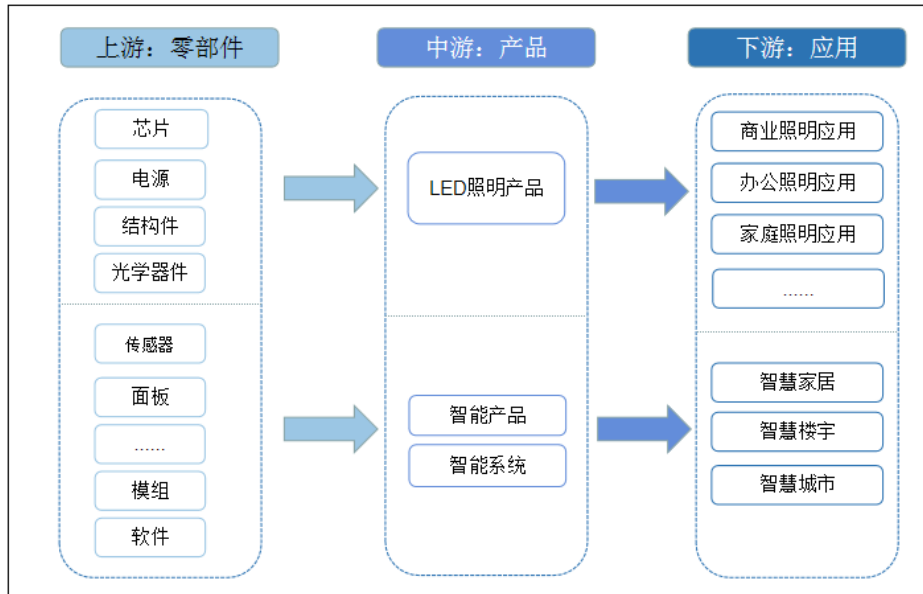 上游：零部件
中游：产品
下游：应用
芯片
电源
结构件
光学器件
传感器
面板
......
模组
软件
LED照明产品
智能产品
智能系统
商业照明应用
办公照明应用
家庭照明应用
......
智慧家居
智慧楼宇
智慧城市